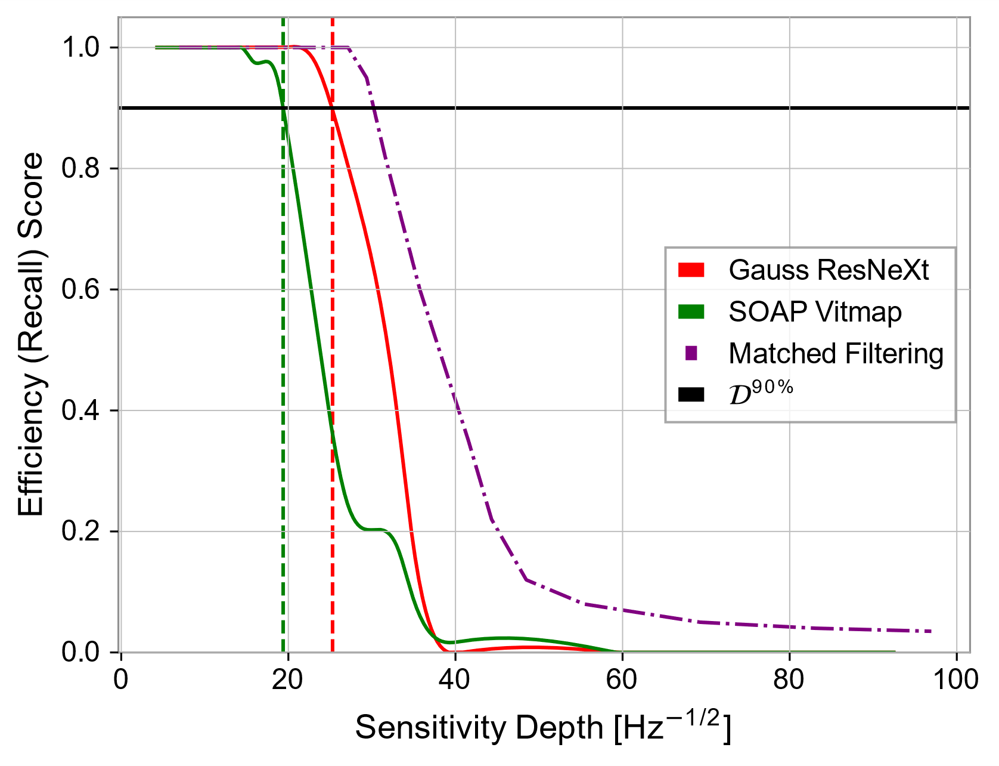 1.0
0.8
0.6
0.4
0.2
0.0
0 20 40 60 80 100
Efficiency (Recall) Score
Sensitivity Depth [Hz⁻¹/²]
Gauss ResNeXt
SOAP Vitmap
Matched Filtering
𝒟⁹⁰%